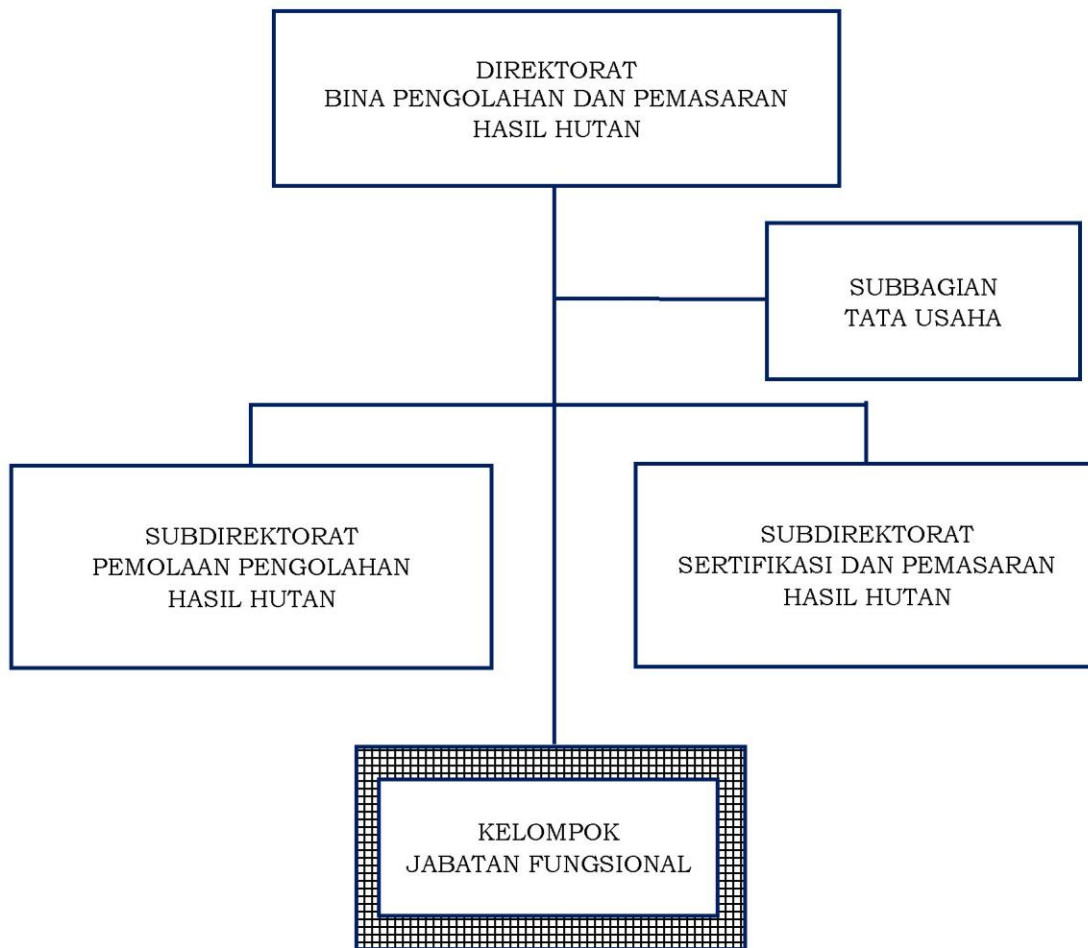 DIREKTORAT
BINA PENGOLAHAN DAN PEMASARAN
HASIL HUTAN
SUBBAGIAN
TATA USAHA
SUBDIREKTORAT
PEMOLAAN PENGOLAHAN
HASIL HUTAN
SUBDIREKTORAT
SERTIFIKASI DAN PEMASARAN
HASIL HUTAN
KELOMPOK
JABATAN FUNGSIONAL